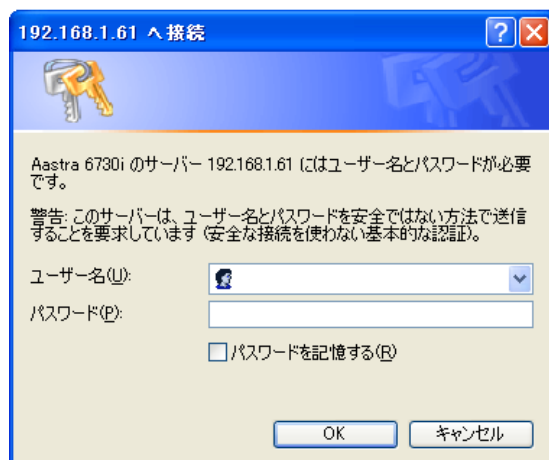 192.168.1.61 へ接続
Aastra 6730i のサーバー 192.168.1.61 にはユーザー名とパスワードが必要
です。
警告: このサーバーは、ユーザー名とパスワードを安全ではない方法で送信
することを要求しています (安全な接続を使わない基本的な認証)。
ユーザー名(U):
パスワード(P):
パスワードを記憶する(R)
OK キャンセル